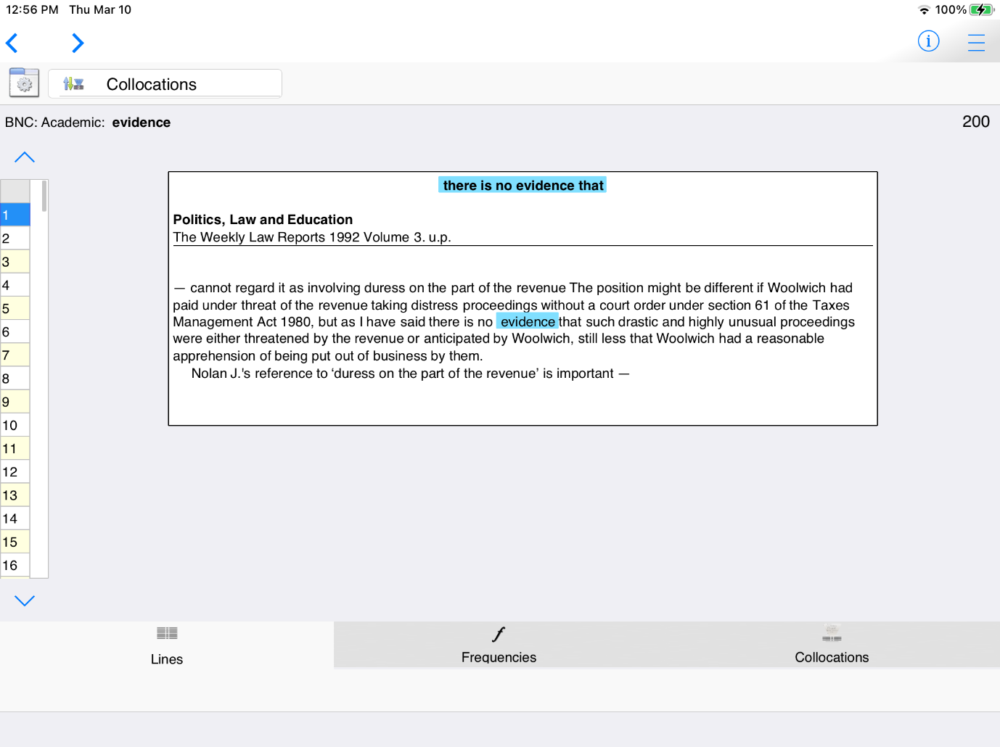 12:56 PM Thu Mar 10 100%
Collocations
BNC: Academic: evidence 200
there is no evidence that
Politics, Law and Education
The Weekly Law Reports 1992 Volume 3. u.p.
— cannot regard it as involving duress on the part of the revenue The position might be different if Woolwich had
paid under threat of the revenue taking distress proceedings without a court order under section 61 of the Taxes
Management Act 1980, but as I have said there is no evidence that such drastic and highly unusual proceedings
were either threatened by the revenue or anticipated by Woolwich, still less that Woolwich had a reasonable
apprehension of being put out of business by them.
Nolan J.'s reference to ‘duress on the part of the revenue’ is important —
1
2
3
4
5
6
7
8
9
10
11
12
13
14
15
16
Lines
f
Frequencies
Collocations